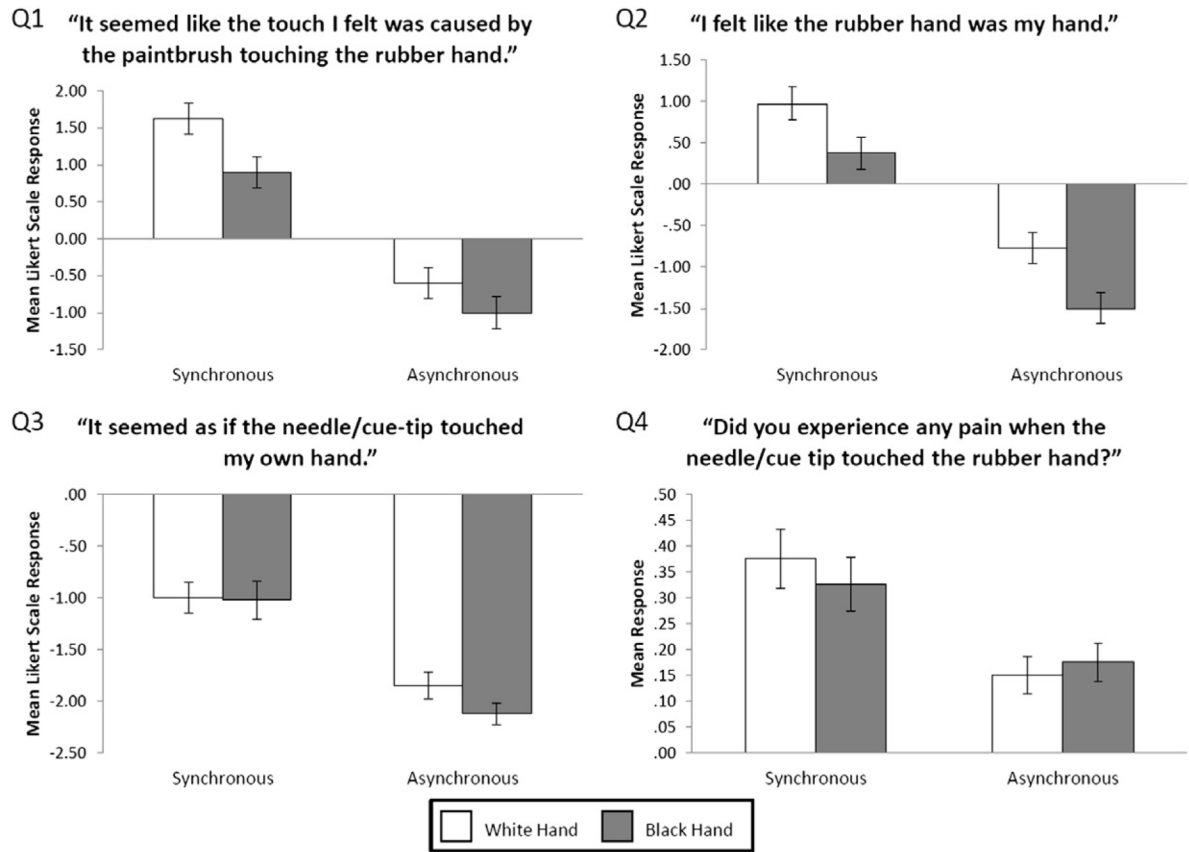 Q1 “It seemed like the touch I felt was caused by
the paintbrush touching the rubber hand.”
Mean Likert Scale Response
2.00
1.50
1.00
0.50
0.00
-0.50
-1.00
-1.50
Synchronous Asynchronous
Q2 “I felt like the rubber hand was my hand.”
Mean Likert Scale Response
1.50
1.00
.50
.00
-.50
-1.00
-1.50
-2.00
Synchronous Asynchronous
Q3 “It seemed as if the needle/cue-tip touched
my own hand.”
Mean Likert Scale Response
.00
-.50
-1.00
-1.50
-2.00
-2.50
Synchronous Asynchronous
Q4 “Did you experience any pain when the
needle/cue tip touched the rubber hand?”
Mean Response
.50
.45
.40
.35
.30
.25
.20
.15
.10
.05
.00
Synchronous Asynchronous
White Hand Black Hand